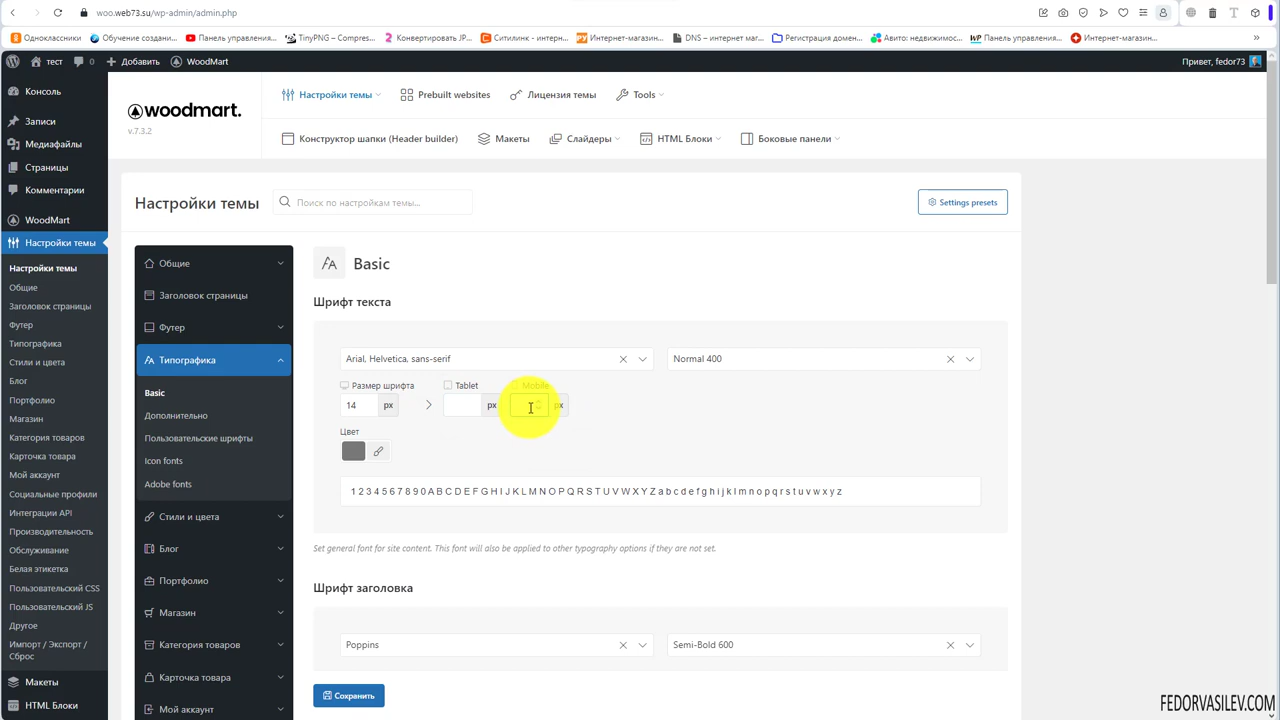 woo.web73.su/wp-admin/admin.php
Одноклассники
Обучение создани...
Панель управления...
TinyPNG – Compres...
Конвертировать JP...
Ситилинк - интерн...
Интернет-магазин...
DNS – интернет маг...
Регистрация домен...
Авито: недвижимос...
Панель управления...
Интернет-магазин...
тест
0
Добавить
WoodMart
Привет, fedor73
Консоль
Записи
Медиафайлы
Страницы
Комментарии
WoodMart
Настройки темы
Настройки темы
Общие
Заголовок страницы
Футер
Типографика
Стили и цвета
Блог
Портфолио
Магазин
Категория товаров
Карточка товара
Мой аккаунт
Социальные профили
Интеграции API
Производительность
Обслуживание
Белая этикетка
Пользовательский CSS
Пользовательский JS
Другое
Импорт / Экспорт /
Сброс
Макеты
HTML Блоки
woodmart.
v.7.3.2
Настройки темы
Prebuilt websites
Лицензия темы
Tools
Конструктор шапки (Header builder)
Макеты
Слайдеры
HTML Блоки
Боковые панели
Настройки темы
Поиск по настройкам темы...
Settings presets
Общие
Заголовок страницы
Футер
Типографика
Basic
Дополнительно
Пользовательские шрифты
Icon fonts
Adobe fonts
Стили и цвета
Блог
Портфолио
Магазин
Категория товаров
Карточка товара
Мой аккаунт
Basic
Шрифт текста
Arial, Helvetica, sans-serif
Normal 400
Размер шрифта
Tablet
Mobile
14
px
px
px
Цвет
1 2 3 4 5 6 7 8 9 0 A B C D E F G H I J K L M N O P Q R S T U V W X Y Z a b c d e f g h i j k l m n o p q r s t u v w x y z
Set general font for site content. This font will also be applied to other typography options if they are not set.
Шрифт заголовка
Poppins
Semi-Bold 600
Сохранить
FEDORVASILEV.COM